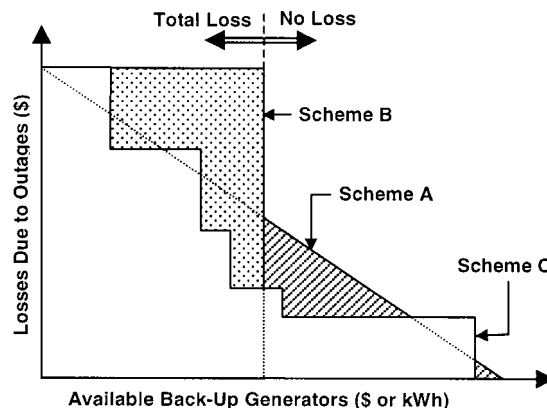 Total Loss No Loss
Scheme B
Scheme A
Scheme C
Losses Due to Outages ($)
Available Back-Up Generators ($ or kWh)